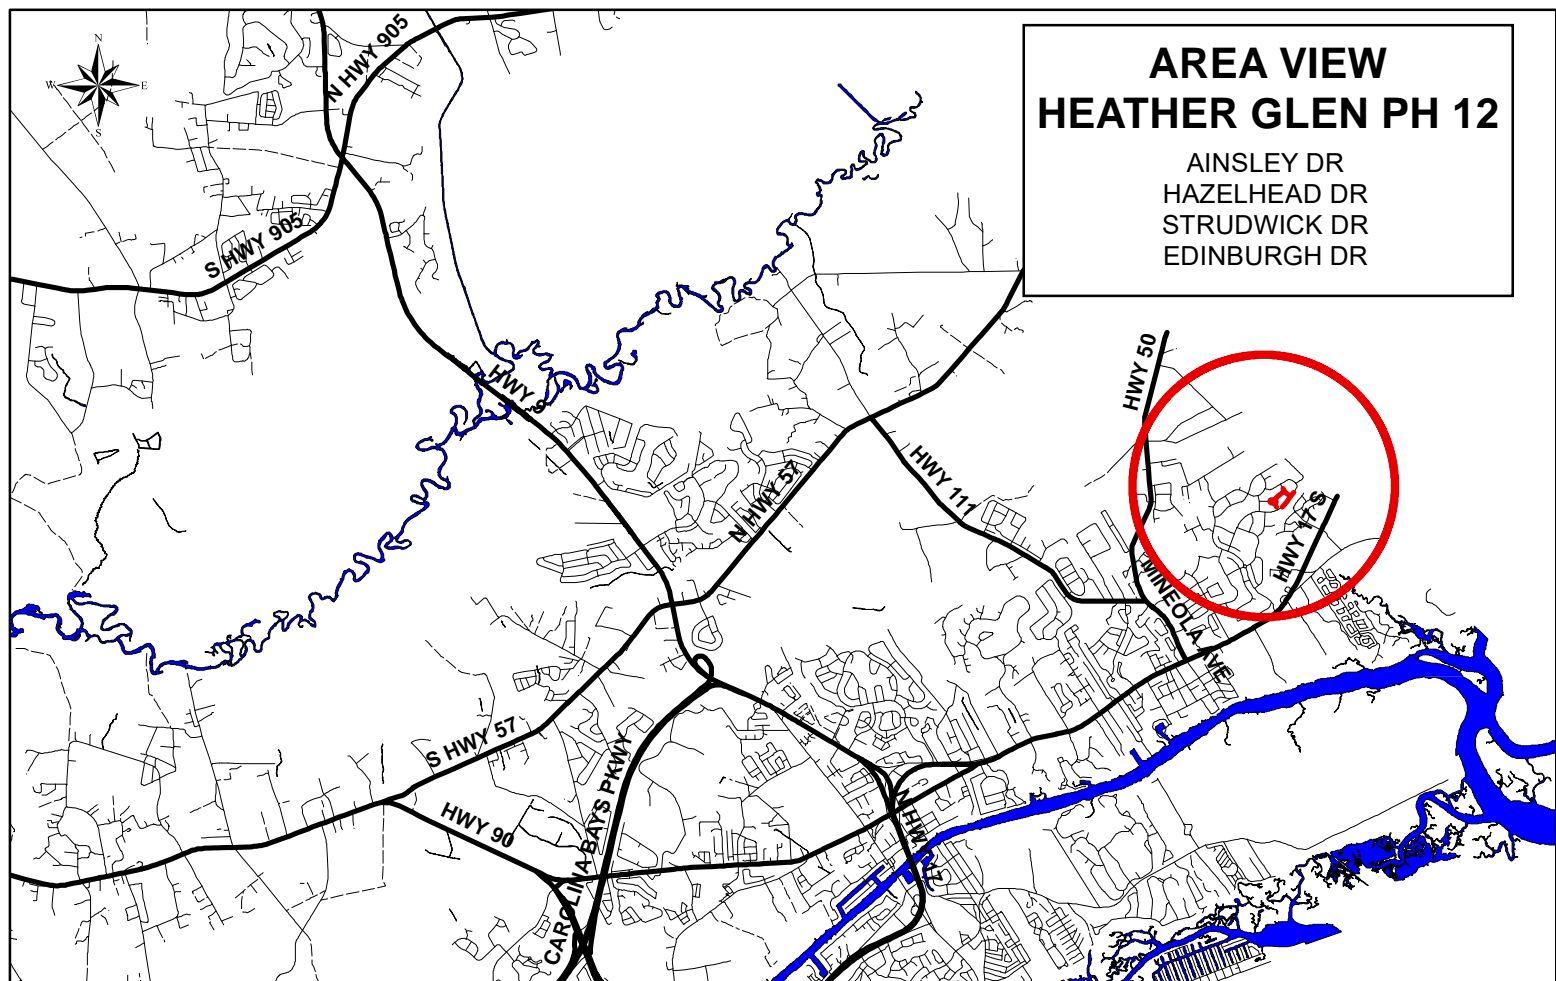 AREA VIEW
HEATHER GLEN PH 12
AINSLEY DR
HAZELHEAD DR
STRUDWICK DR
EDINBURGH DR
N
W
E
S
N HWY 905
S HWY 905
HWY 9
HWY 50
N HWY 57
HWY 111
HWY 17 S
MINEOLA AVE
S HWY 57
HWY 90
CAROLINA BAYS PKWY
N HWY 17